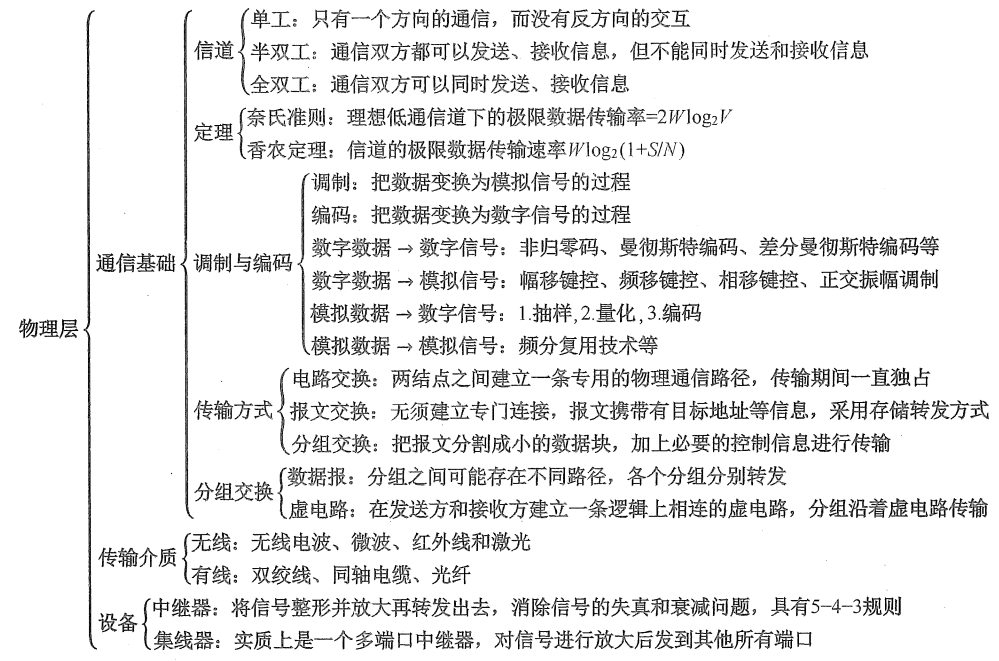 物理层
通信基础
信道
单工：只有一个方向的通信，而没有反方向的交互
半双工：通信双方都可以发送、接收信息，但不能同时发送和接收信息
全双工：通信双方可以同时发送、接收信息
定理
奈氏准则：理想低通信道下的极限数据传输率=2Wlog₂V
香农定理：信道的极限数据传输速率Wlog₂(1+S/N)
调制与编码
调制：把数据变换为模拟信号的过程
编码：把数据变换为数字信号的过程
数字数据→数字信号：非归零码、曼彻斯特编码、差分曼彻斯特编码等
数字数据→模拟信号：幅移键控、频移键控、相移键控、正交振幅调制
模拟数据→数字信号：1.抽样,2.量化,3.编码
模拟数据→模拟信号：频分复用技术等
传输方式
电路交换：两结点之间建立一条专用的物理通信路径，传输期间一直独占
报文交换：无须建立专门连接，报文携带有目标地址等信息，采用存储转发方式
分组交换：把报文分割成小的数据块，加上必要的控制信息进行传输
分组交换
数据报：分组之间可能存在不同路径，各个分组分别转发
虚电路：在发送方和接收方建立一条逻辑上相连的虚电路，分组沿着虚电路传输
传输介质
无线：无线电波、微波、红外线和激光
有线：双绞线、同轴电缆、光纤
设备
中继器：将信号整形并放大再转发出去，消除信号的失真和衰减问题，具有5-4-3规则
集线器：实质上是一个多端口中继器，对信号进行放大后发到其他所有端口